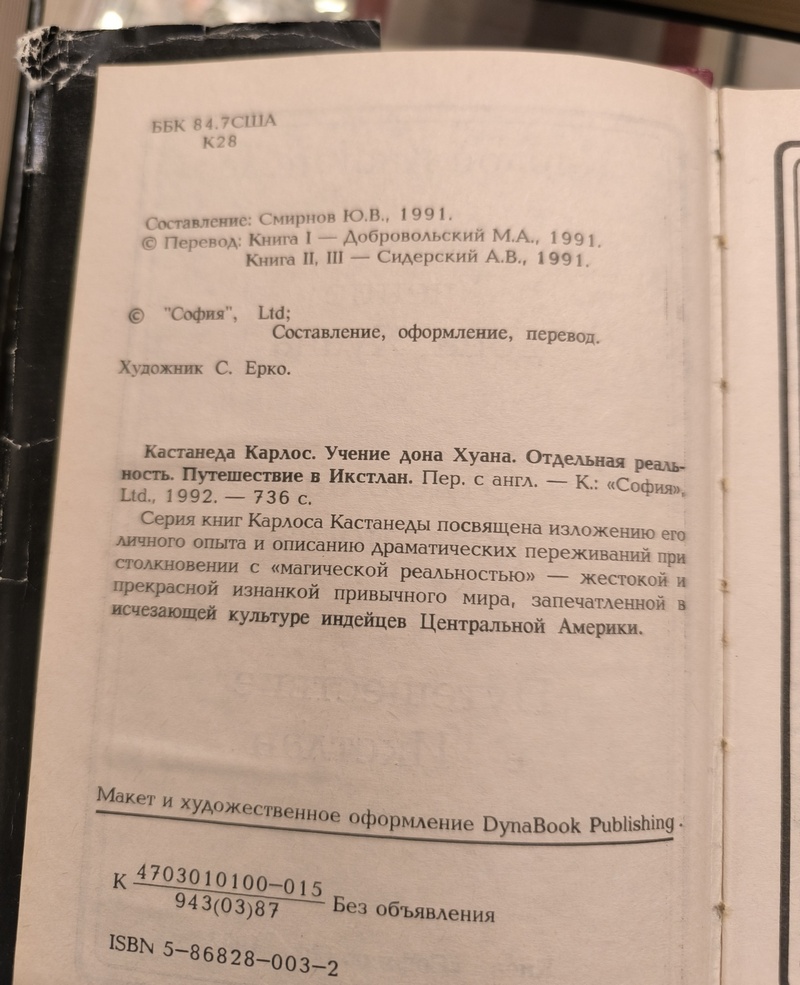 ББК 84.7США
К28
Составление: Смирнов Ю.В., 1991.
© Перевод: Книга I — Добровольский М.А., 1991.
Книга II, III — Сидерский А.В., 1991.
© "София", Ltd;
Составление, оформление, перевод.
Художник С. Ерко.
Кастанеда Карлос. Учение дона Хуана. Отдельная реаль-
ность. Путешествие в Икстлан. Пер. с англ. — К.: «София»,
Ltd., 1992. — 736 с.
Серия книг Карлоса Кастанеды посвящена изложению его
личного опыта и описанию драматических переживаний при
столкновении с «магической реальностью» — жестокой и
прекрасной изнанкой привычного мира, запечатленной в
исчезающей культуре индейцев Центральной Америки.
Макет и художественное оформление DynaBook Publishing.
К 4703010100—015
943(03)87 Без объявления
ISBN 5—86828—003—2